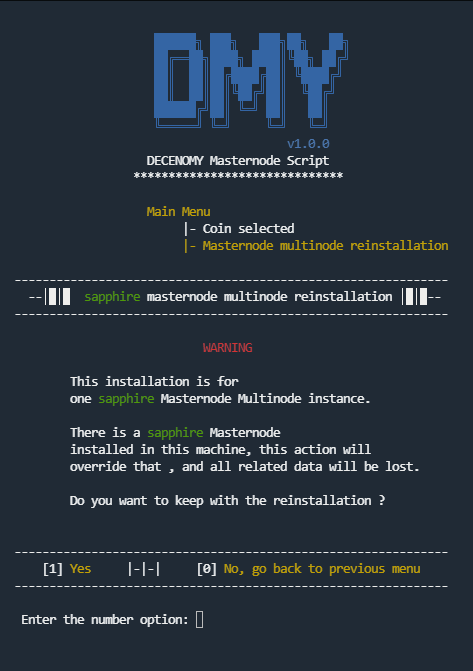 DMY
v1.0.0
DECENOMY Masternode Script
******************************
Main Menu
|- Coin selected
|- Masternode multinode reinstallation
--------------------------------------------------------------
--|█|█ sapphire masternode multinode reinstallation |█|█--
--------------------------------------------------------------
WARNING
This installation is for
one sapphire Masternode Multinode instance.
There is a sapphire Masternode
installed in this machine, this action will
override that , and all related data will be lost.
Do you want to keep with the reinstallation ?
--------------------------------------------------------------
[1] Yes |-|-| [0] No, go back to previous menu
--------------------------------------------------------------
Enter the number option: